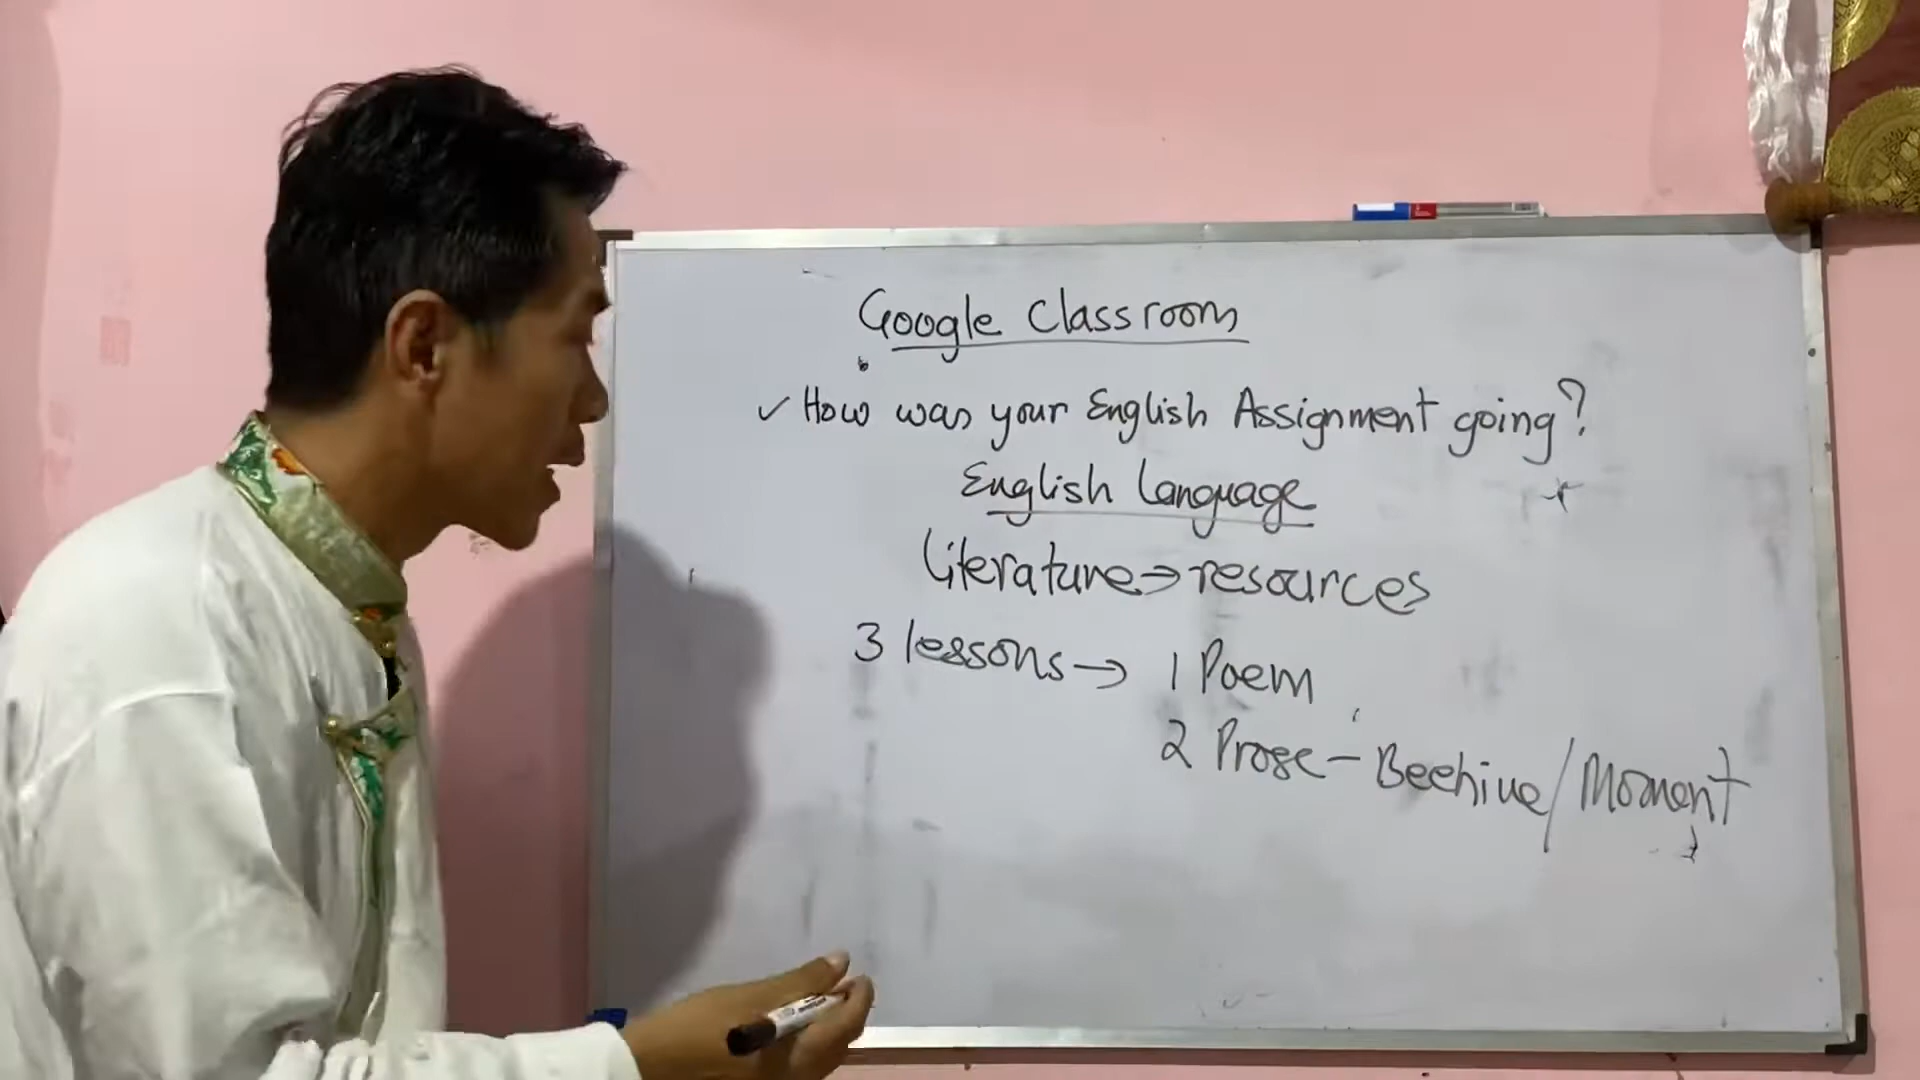 Google Classroom
✓ How was your English Assignment going?
English Language
Literature → resources
3 lessons → 1 Poem
2 Prose - Beehive / Moment